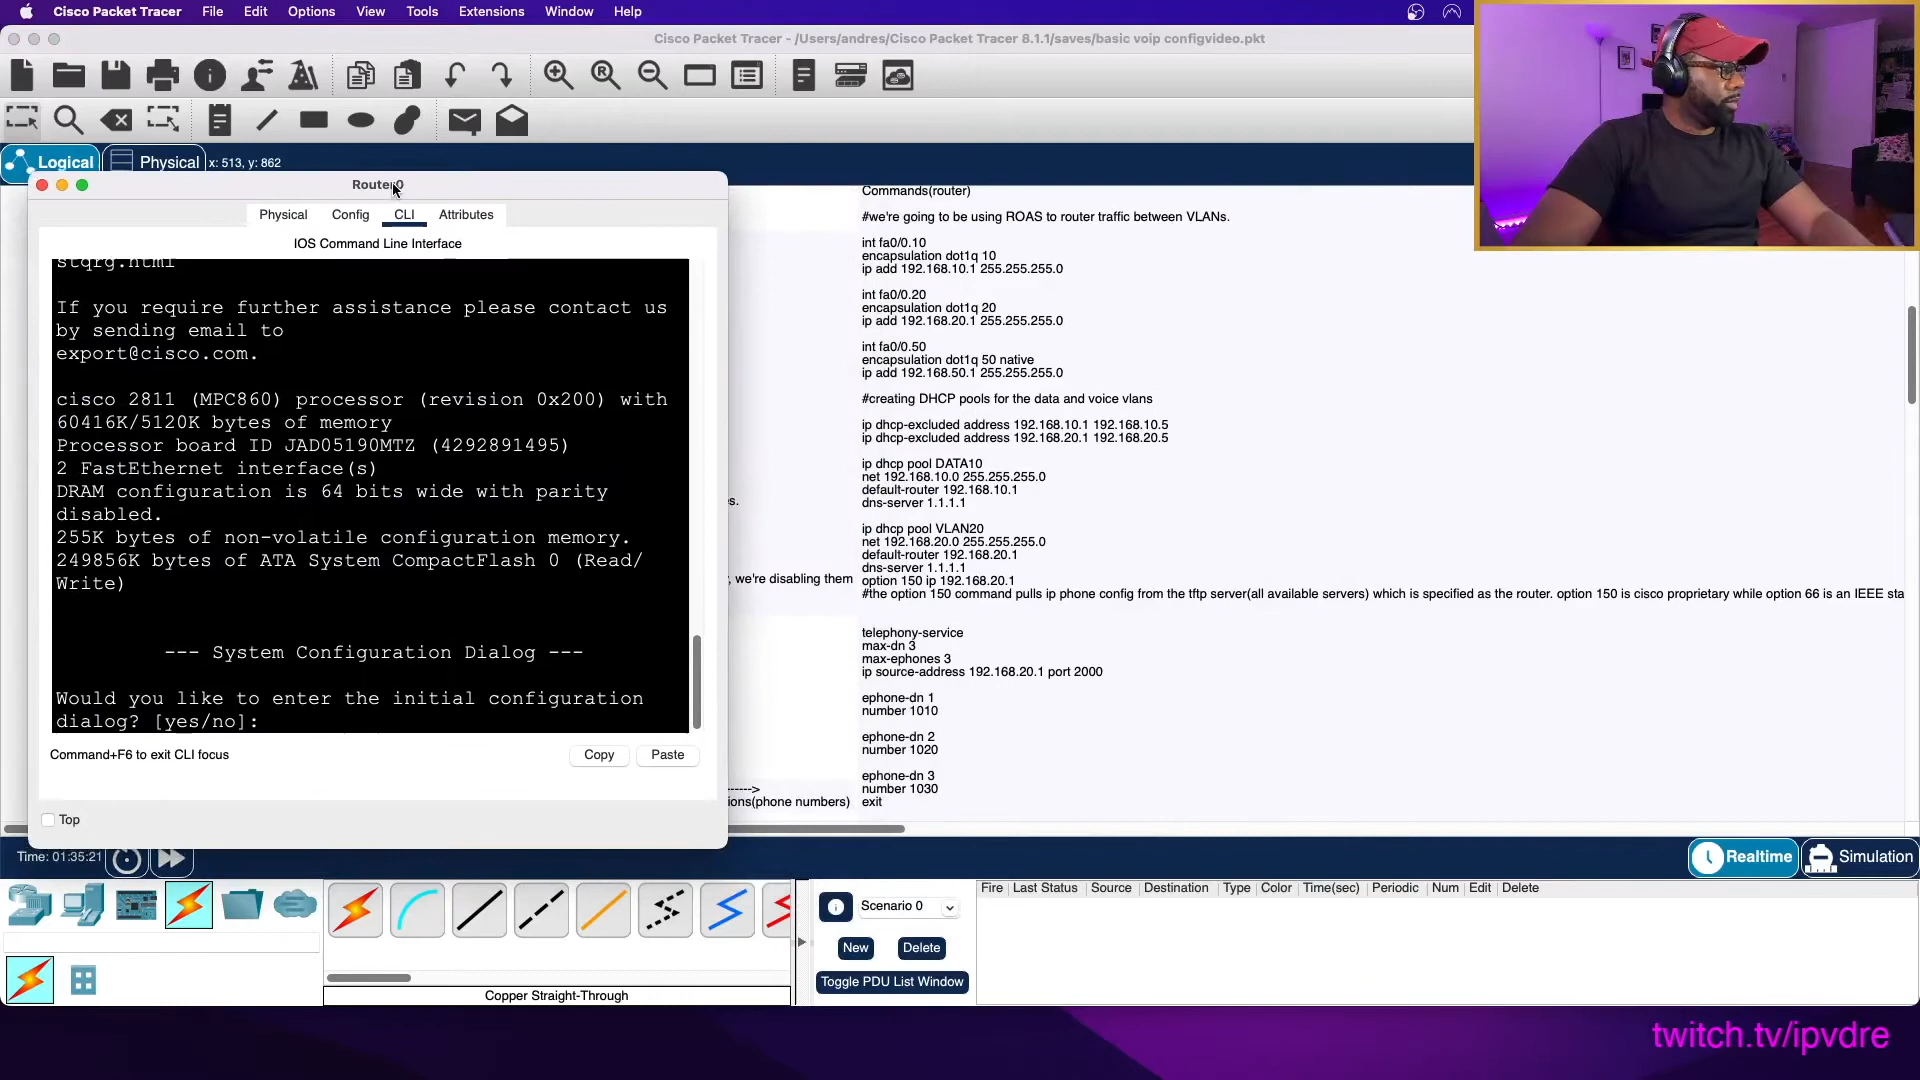 Cisco Packet Tracer File Edit Options View Tools Extensions Window Help
Cisco Packet Tracer - /Users/andres/Cisco Packet Tracer 8.1.1/saves/basic voip configvideo.pkt
Logical Physical x: 513, y: 862
Router0
Physical Config CLI Attributes
IOS Command Line Interface
stqrg.html
If you require further assistance please contact us
by sending email to
export@cisco.com.
cisco 2811 (MPC860) processor (revision 0x200) with
60416K/5120K bytes of memory
Processor board ID JAD05190MTZ (4292891495)
2 FastEthernet interface(s)
DRAM configuration is 64 bits wide with parity
disabled.
255K bytes of non-volatile configuration memory.
249856K bytes of ATA System CompactFlash 0 (Read/
Write)
--- System Configuration Dialog ---
Would you like to enter the initial configuration
dialog? [yes/no]:
Command+F6 to exit CLI focus
Copy Paste
Top
es.
, we're disabling them
------>
ions(phone numbers)
Commands(router)
#we're going to be using ROAS to router traffic between VLANs.
int fa0/0.10
encapsulation dot1q 10
ip add 192.168.10.1 255.255.255.0
int fa0/0.20
encapsulation dot1q 20
ip add 192.168.20.1 255.255.255.0
int fa0/0.50
encapsulation dot1q 50 native
ip add 192.168.50.1 255.255.255.0
#creating DHCP pools for the data and voice vlans
ip dhcp-excluded address 192.168.10.1 192.168.10.5
ip dhcp-excluded address 192.168.20.1 192.168.20.5
ip dhcp pool DATA10
net 192.168.10.0 255.255.255.0
default-router 192.168.10.1
dns-server 1.1.1.1
ip dhcp pool VLAN20
net 192.168.20.0 255.255.255.0
default-router 192.168.20.1
dns-server 1.1.1.1
option 150 ip 192.168.20.1
#the option 150 command pulls ip phone config from the tftp server(all available servers) which is specified as the router. option 150 is cisco proprietary while option 66 is an IEEE sta
telephony-service
max-dn 3
max-ephones 3
ip source-address 192.168.20.1 port 2000
ephone-dn 1
number 1010
ephone-dn 2
number 1020
ephone-dn 3
number 1030
exit
Time: 01:35:21
Realtime Simulation
Scenario 0
New Delete
Toggle PDU List Window
Fire Last Status Source Destination Type Color Time(sec) Periodic Num Edit Delete
Copper Straight-Through
twitch.tv/ipvdre